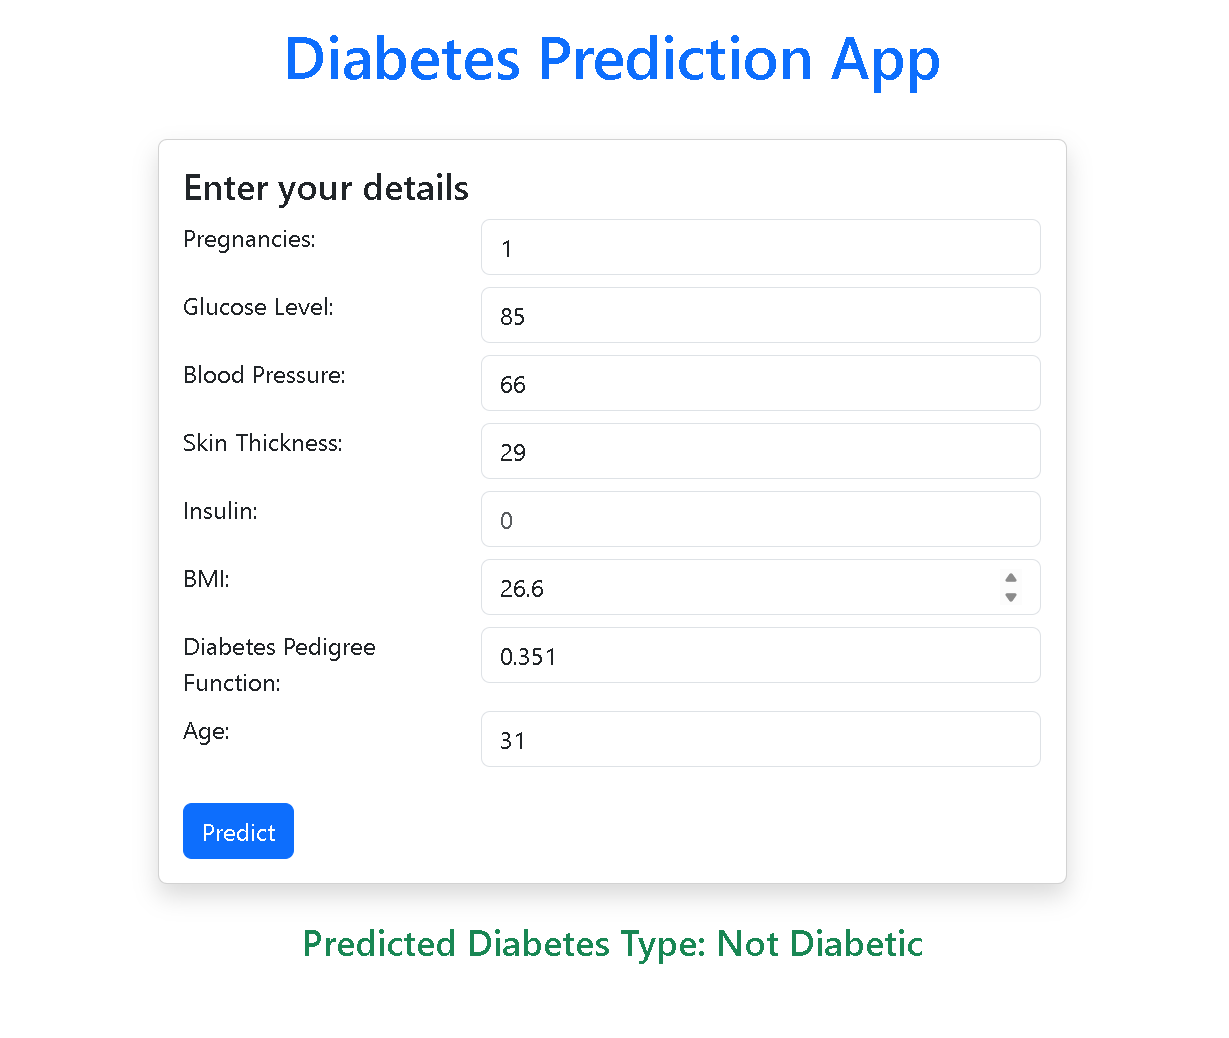 Diabetes Prediction App
Enter your details
Pregnancies: 1
Glucose Level: 85
Blood Pressure: 66
Skin Thickness: 29
Insulin: 0
BMI: 26.6
Diabetes Pedigree
Function: 0.351
Age: 31
Predict
Predicted Diabetes Type: Not Diabetic